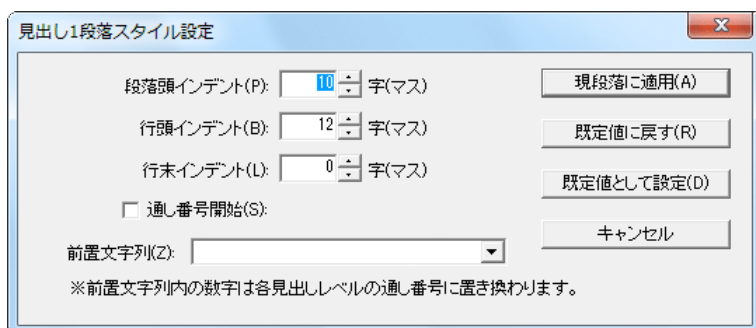 見出し1段落スタイル設定
段落頭インデント(P): 10 字(マス) 現段落に適用(A)
行頭インデント(B): 12 字(マス) 既定値に戻す(R)
行末インデント(L): 0 字(マス) 既定値として設定(D)
通し番号開始(S): キャンセル
前置文字列(Z):
※前置文字列内の数字は各見出しレベルの通し番号に置き換わります。